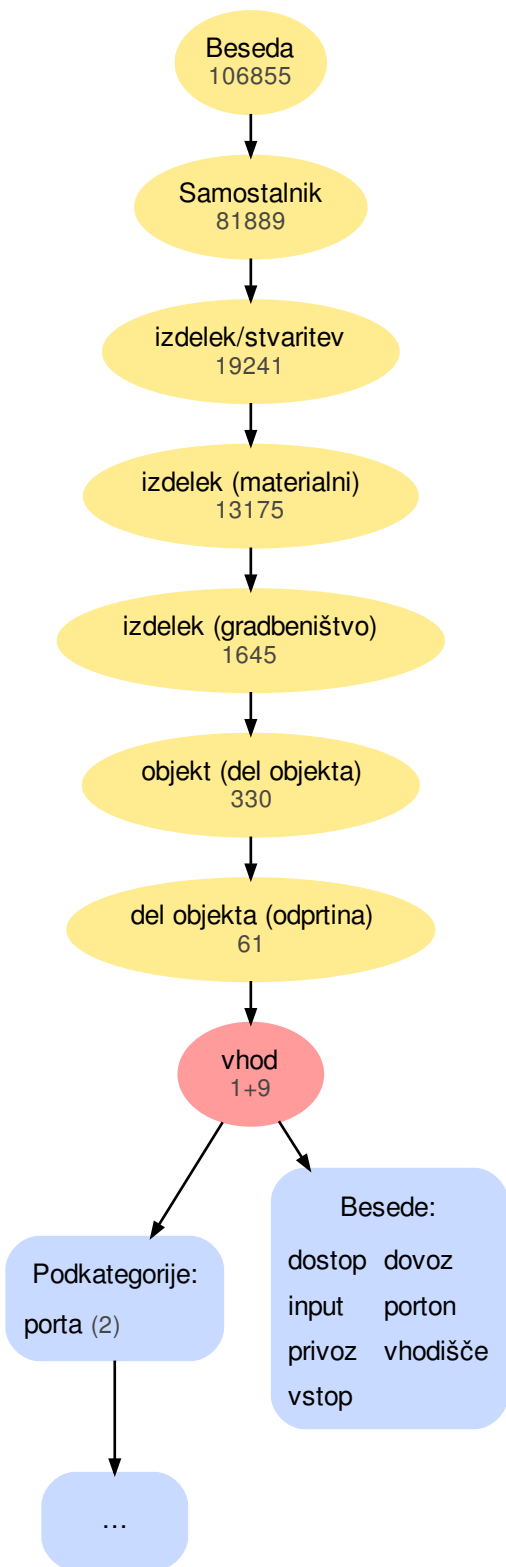 Beseda
106855
Samostalnik
81889
izdelek/stvaritev
19241
izdelek (materialni)
13175
izdelek (gradbeništvo)
1645
objekt (del objekta)
330
del objekta (odprtina)
61
vhod
1+9
Podkategorije:
porta (2)
…
Besede:
dostop dovoz
input porton
privoz vhodišče
vstop